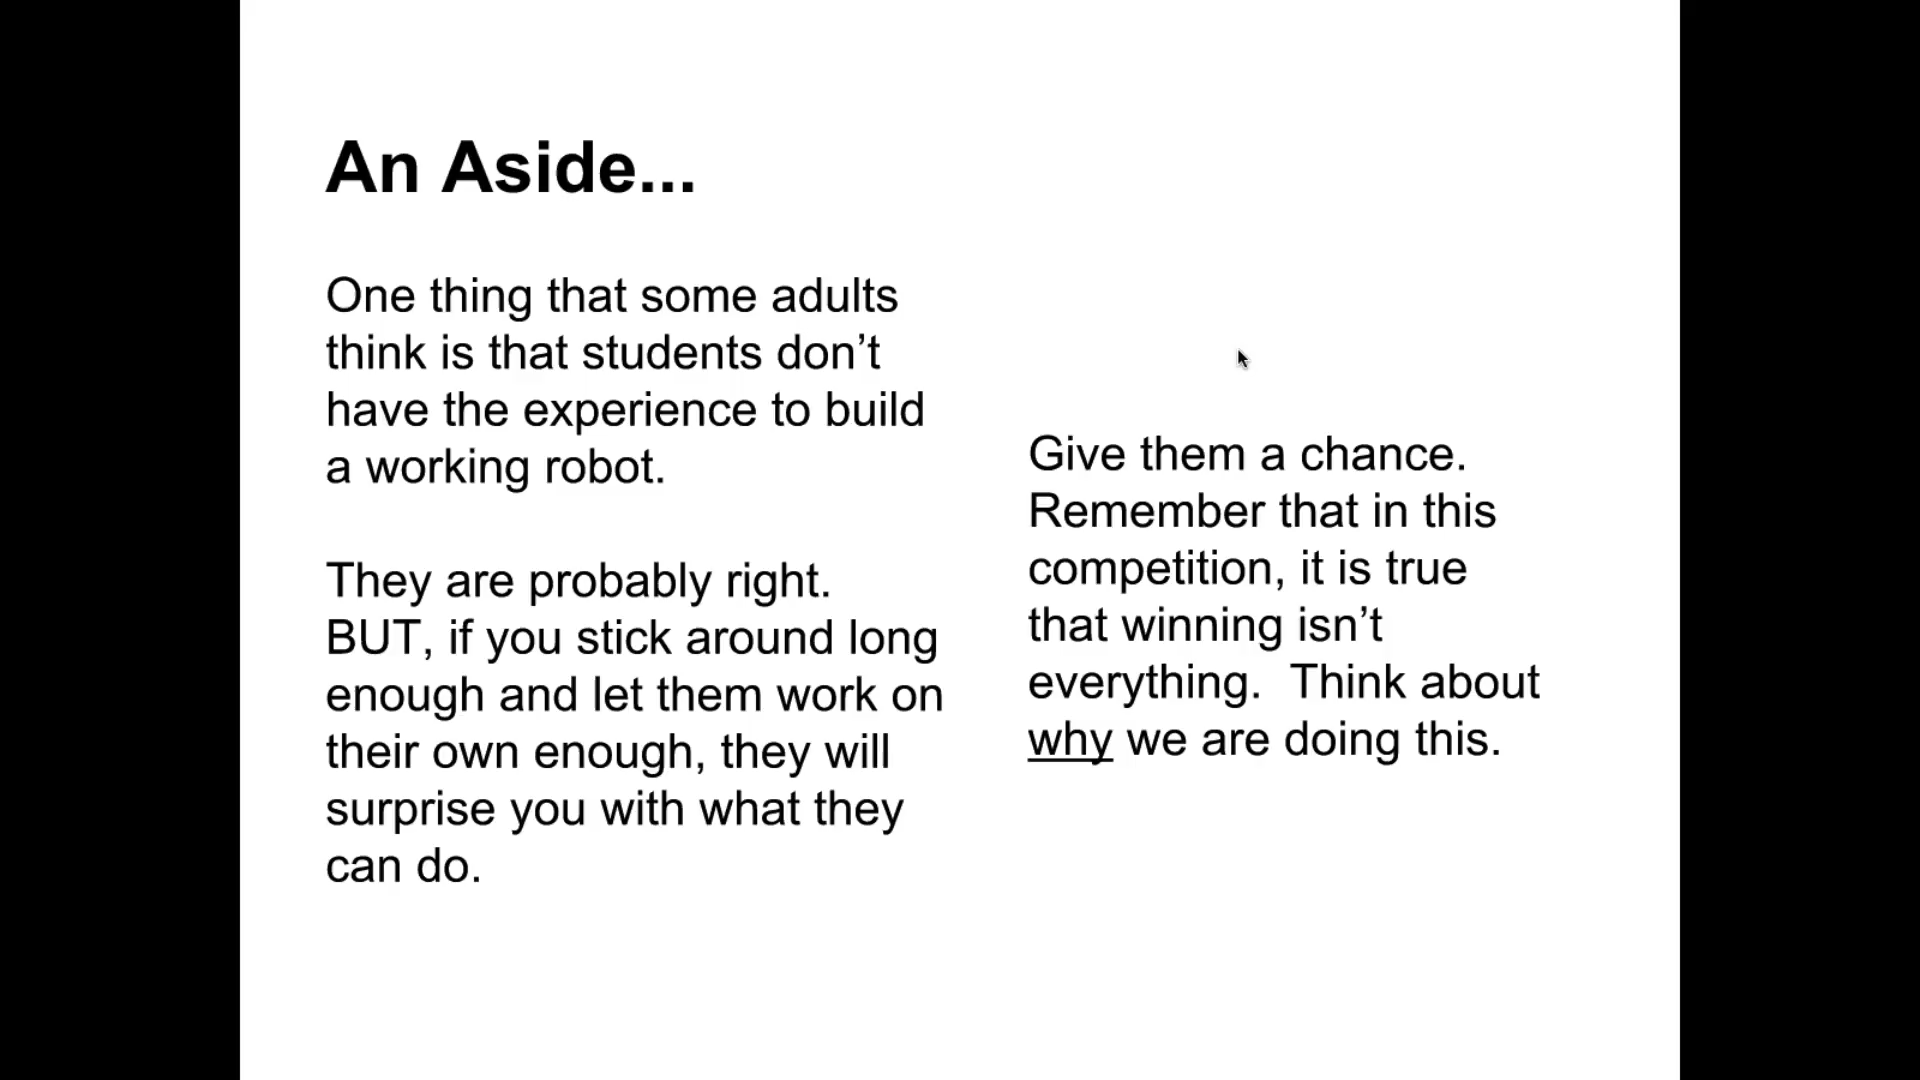 An Aside...
One thing that some adults
think is that students don’t
have the experience to build
a working robot.
They are probably right.
BUT, if you stick around long
enough and let them work on
their own enough, they will
surprise you with what they
can do.
Give them a chance.
Remember that in this
competition, it is true
that winning isn’t
everything.  Think about
why we are doing this.